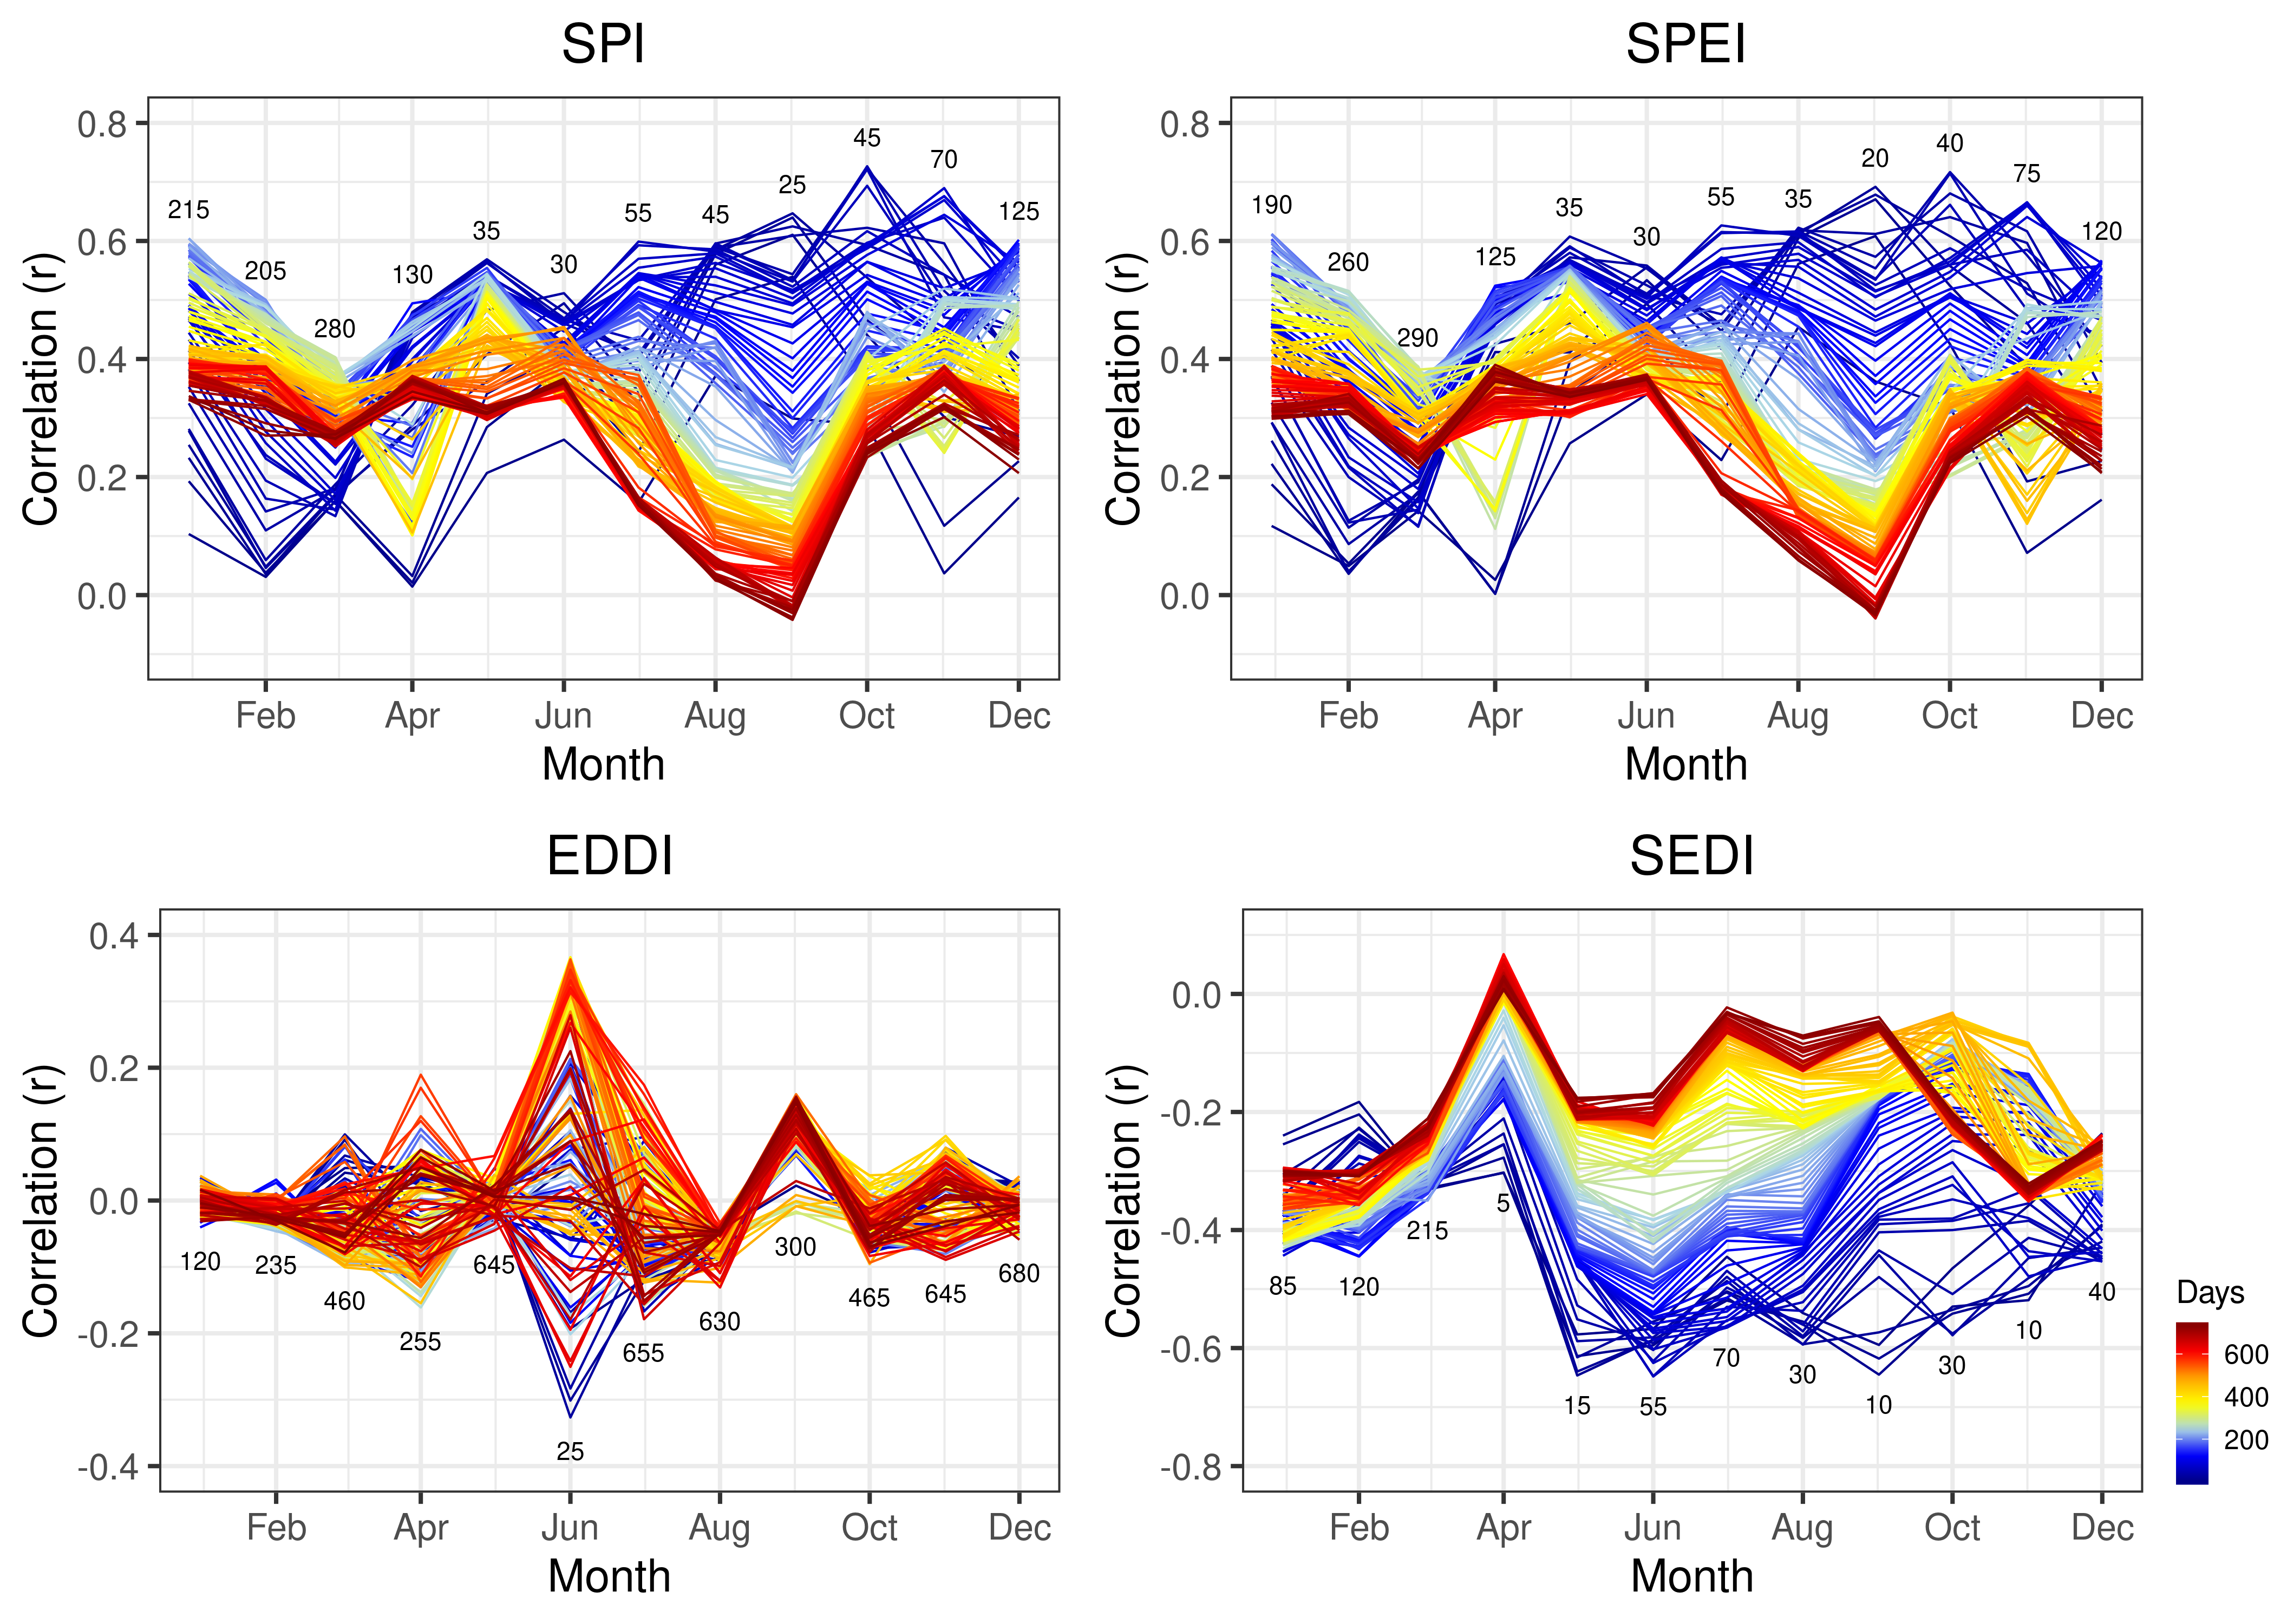 SPI
SPEI
0.8
0.6
0.4
0.2
0.0
Correlation (r)
215
205
280
130
35
30
55
45
25
45
70
125
Feb
Apr
Jun
Aug
Oct
Dec
Month
0.8
0.6
0.4
0.2
0.0
Correlation (r)
190
260
290
125
35
30
55
35
20
40
75
120
Feb
Apr
Jun
Aug
Oct
Dec
Month
EDDI
SEDI
0.4
0.2
0.0
-0.2
-0.4
Correlation (r)
120
235
460
255
645
25
655
630
300
465
645
680
Feb
Apr
Jun
Aug
Oct
Dec
Month
0.0
-0.2
-0.4
-0.6
-0.8
Correlation (r)
85
120
215
5
15
55
70
30
10
30
10
40
Feb
Apr
Jun
Aug
Oct
Dec
Month
Days
600
400
200